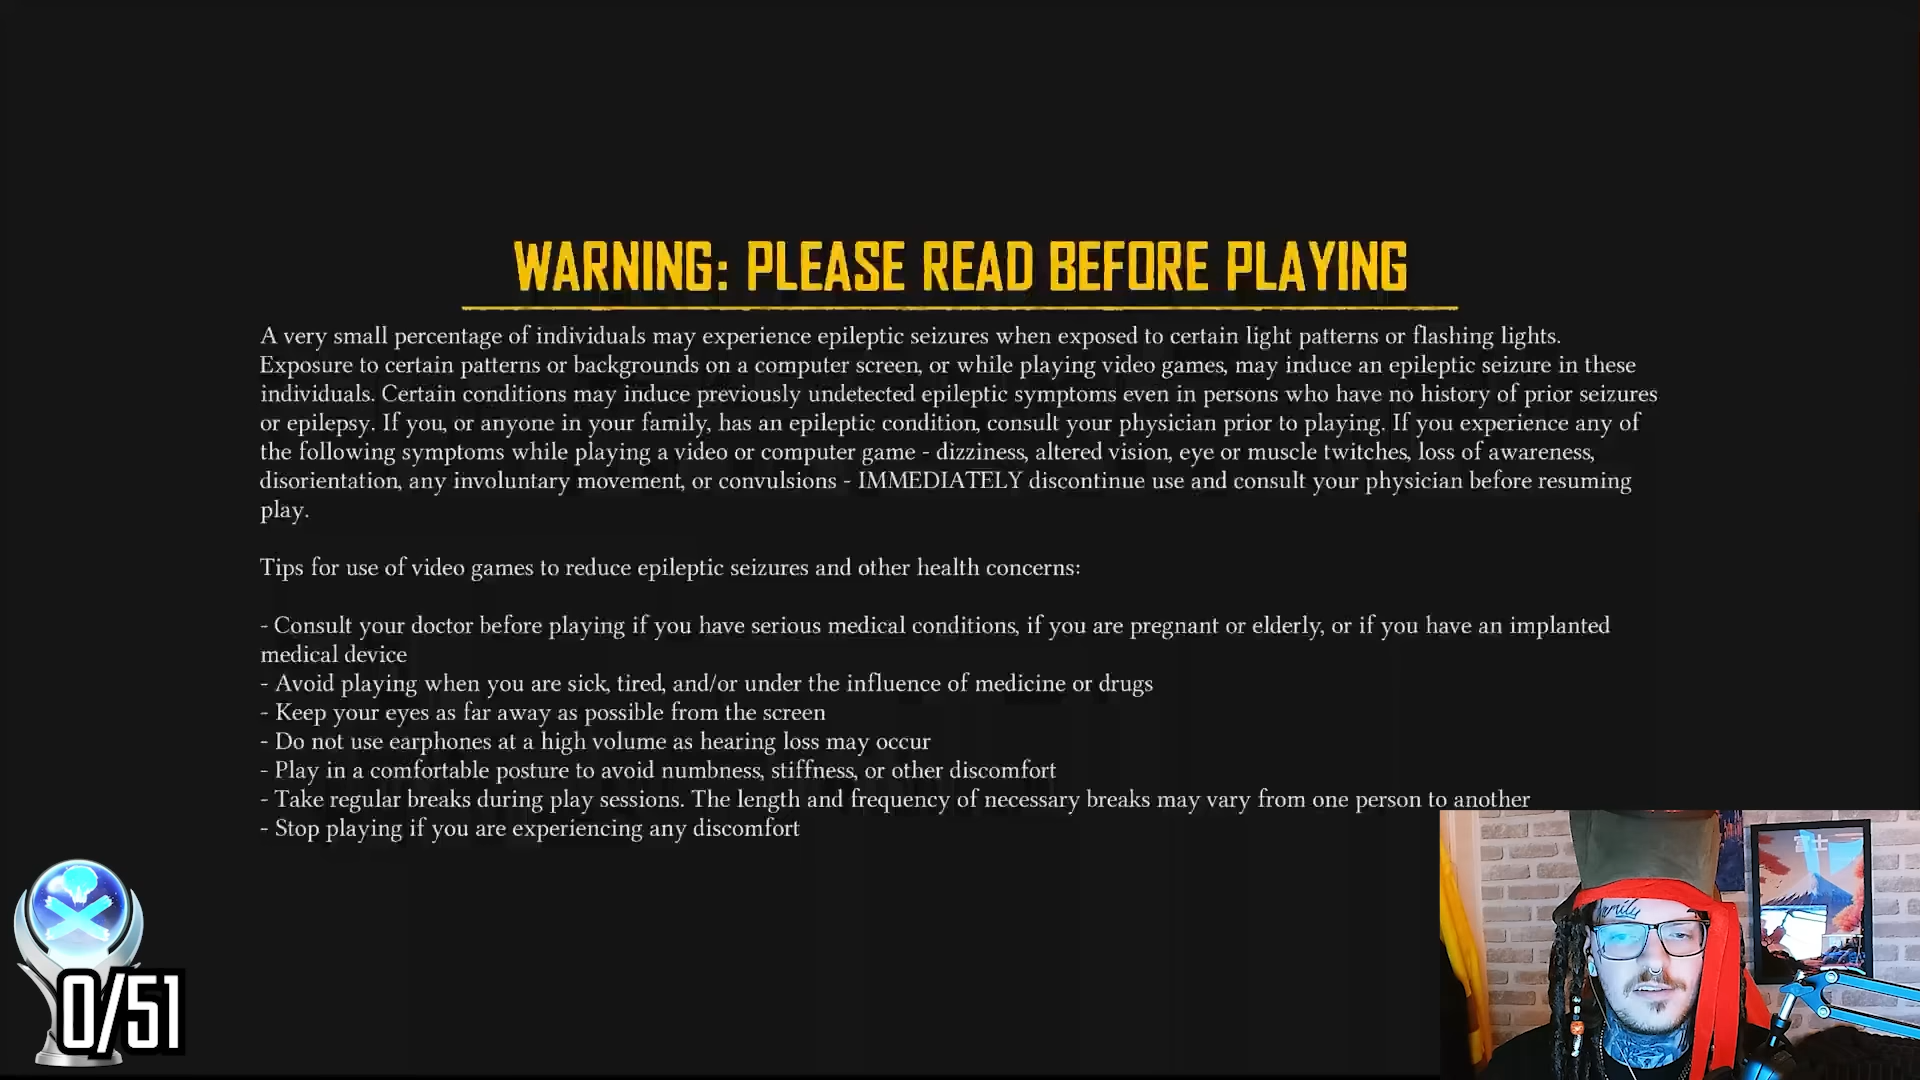 WARNING: PLEASE READ BEFORE PLAYING
A very small percentage of individuals may experience epileptic seizures when exposed to certain light patterns or flashing lights.
Exposure to certain patterns or backgrounds on a computer screen, or while playing video games, may induce an epileptic seizure in these
individuals. Certain conditions may induce previously undetected epileptic symptoms even in persons who have no history of prior seizures
or epilepsy. If you, or anyone in your family, has an epileptic condition, consult your physician prior to playing. If you experience any of
the following symptoms while playing a video or computer game - dizziness, altered vision, eye or muscle twitches, loss of awareness,
disorientation, any involuntary movement, or convulsions - IMMEDIATELY discontinue use and consult your physician before resuming
play.
Tips for use of video games to reduce epileptic seizures and other health concerns:
- Consult your doctor before playing if you have serious medical conditions, if you are pregnant or elderly, or if you have an implanted
medical device
- Avoid playing when you are sick, tired, and/or under the influence of medicine or drugs
- Keep your eyes as far away as possible from the screen
- Do not use earphones at a high volume as hearing loss may occur
- Play in a comfortable posture to avoid numbness, stiffness, or other discomfort
- Take regular breaks during play sessions. The length and frequency of necessary breaks may vary from one person to another
- Stop playing if you are experiencing any discomfort
0/51